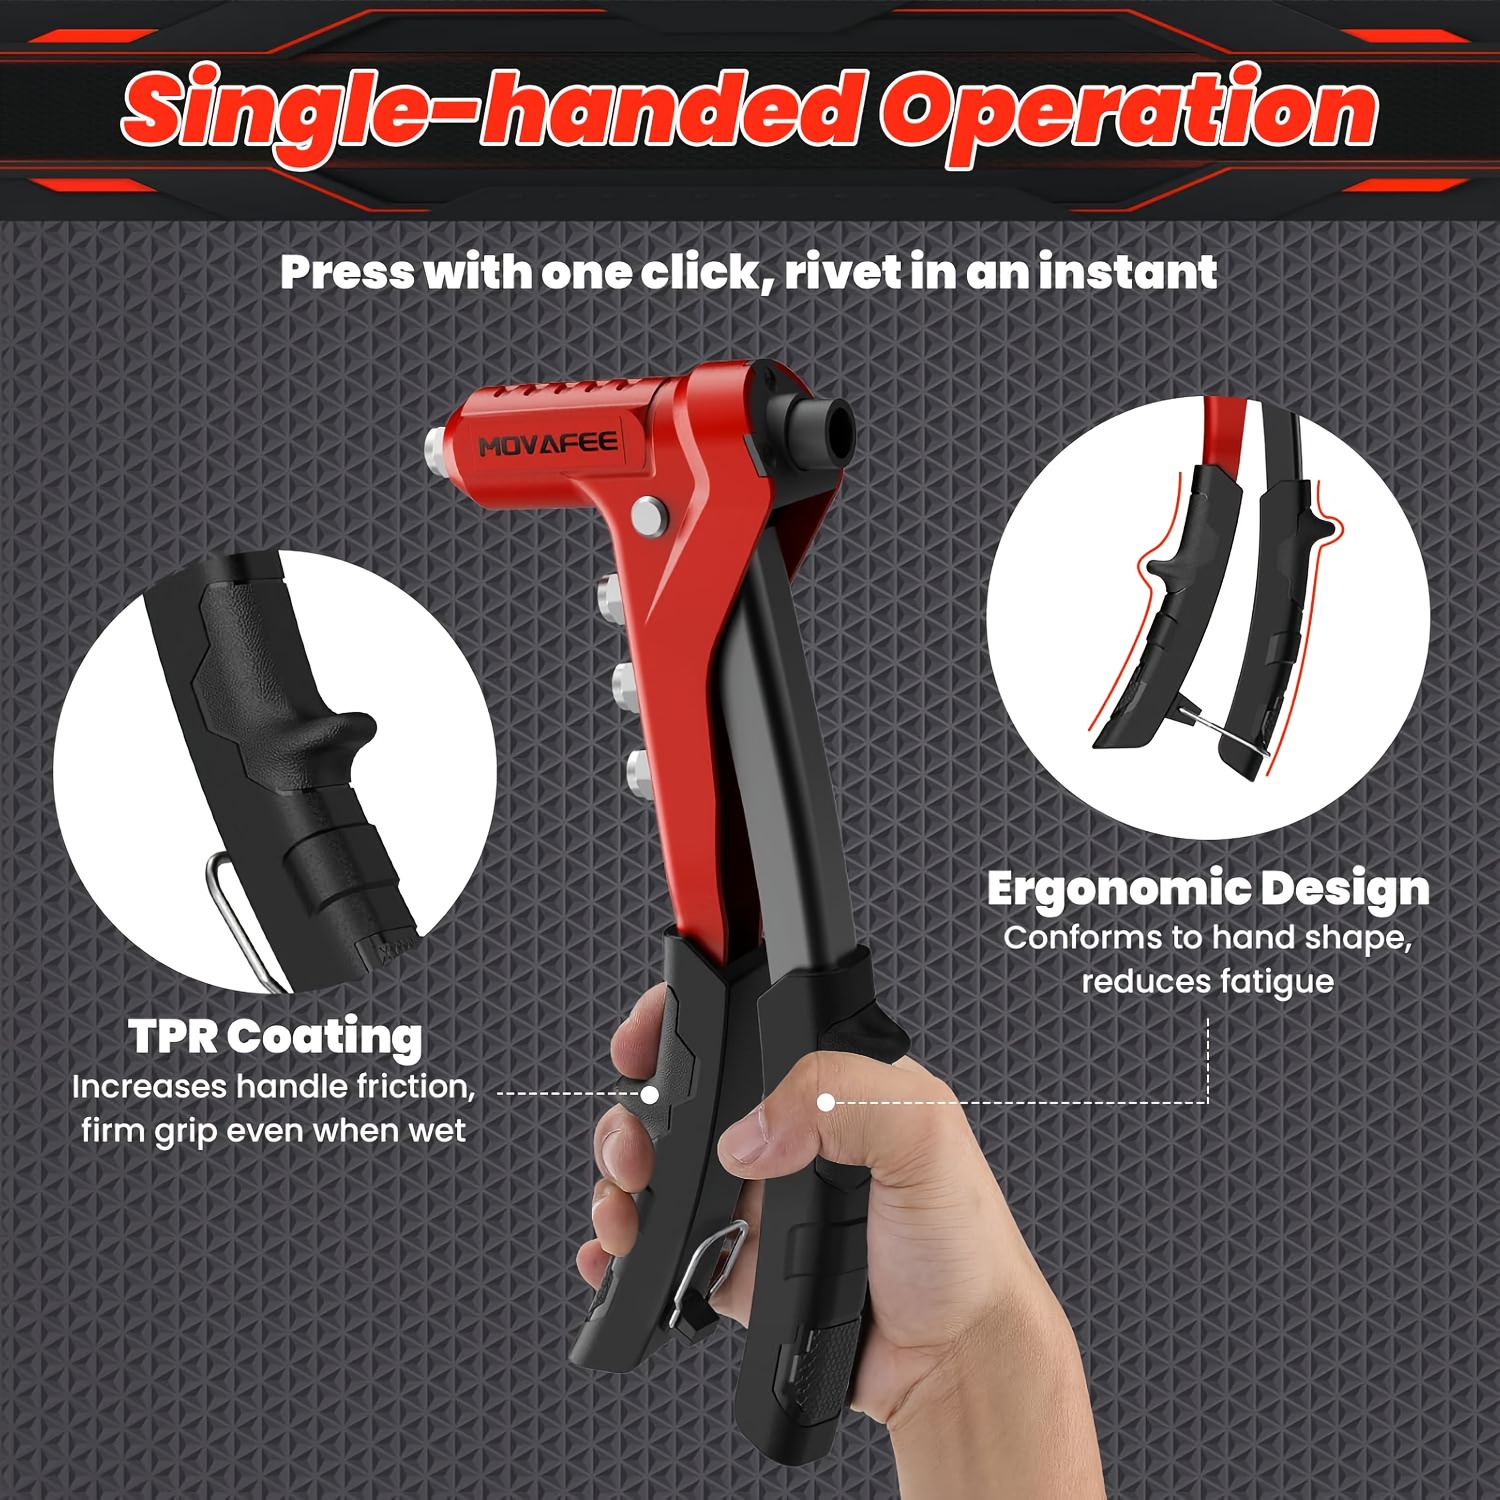 Single-handed Operation
Press with one click, rivet in an instant
MOVAFEE
Ergonomic Design
Conforms to hand shape,
reduces fatigue
TPR Coating
Increases handle friction,
firm grip even when wet